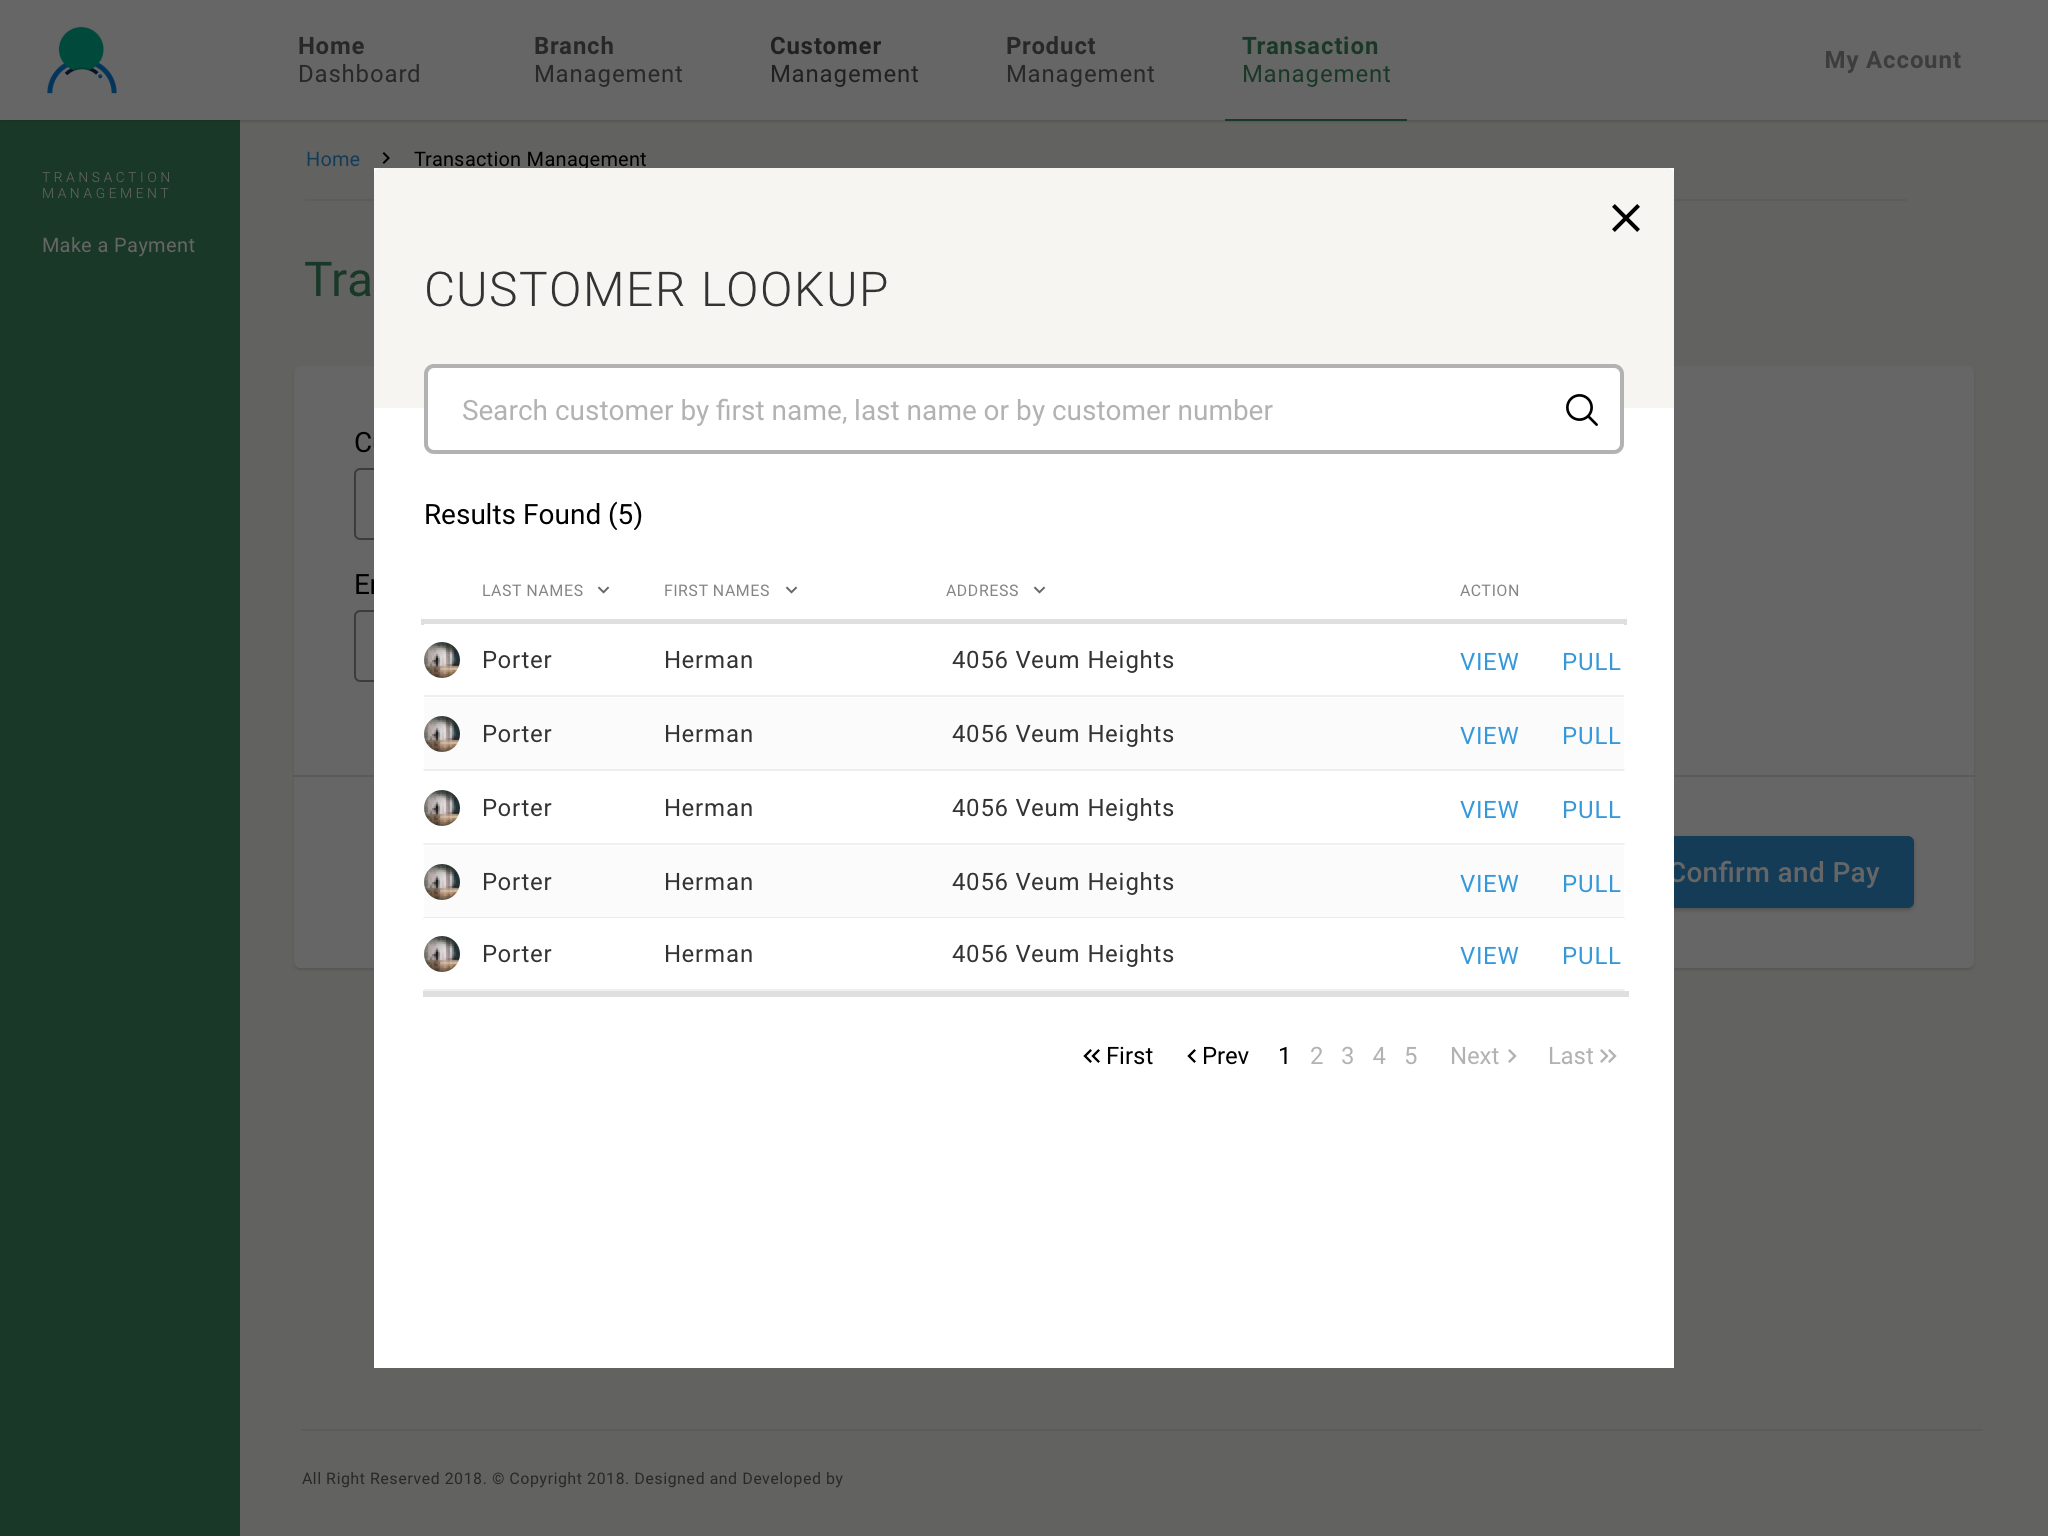 Home
Dashboard
Branch
Management
Customer
Management
Product
Management
Transaction
Management
My Account
TRANSACTION
MANAGEMENT
Make a Payment
Home
Transaction Management
Tra
CUSTOMER LOOKUP
Search customer by first name, last name or by customer number
Results Found (5)
LAST NAMES FIRST NAMES ADDRESS ACTION
Porter Herman 4056 Veum Heights VIEW PULL
Porter Herman 4056 Veum Heights VIEW PULL
Porter Herman 4056 Veum Heights VIEW PULL
Porter Herman 4056 Veum Heights VIEW PULL
Porter Herman 4056 Veum Heights VIEW PULL
First Prev 1 2 3 4 5 Next Last
Confirm and Pay
All Right Reserved 2018. © Copyright 2018. Designed and Developed by